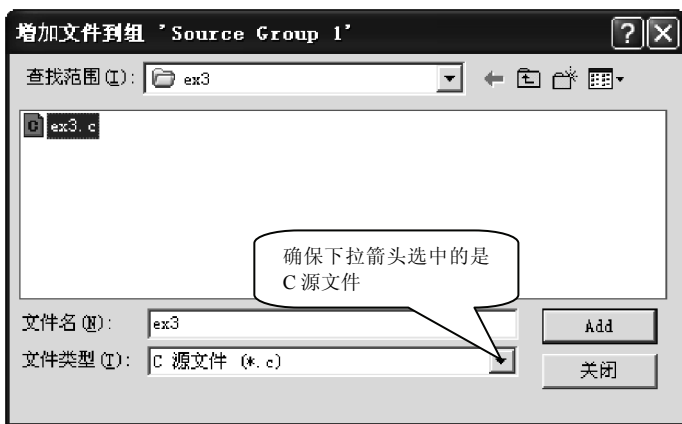 增加文件到组 'Source Group 1'
查找范围(I): ex3
ex3.c
确保下拉箭头选中的是
C 源文件
文件名(N): ex3 Add
文件类型(T): C 源文件 (*.c) 关闭